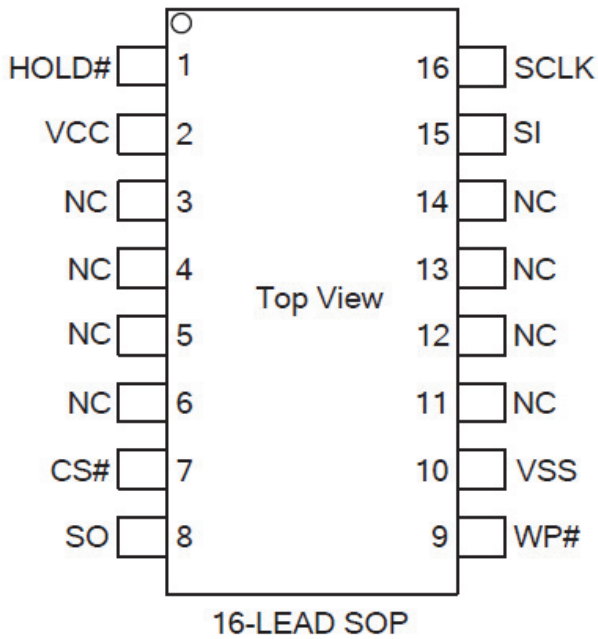 HOLD# 1 16 SCLK
VCC 2 15 SI
NC 3 14 NC
NC 4 13 NC
Top View
NC 5 12 NC
NC 6 11 NC
CS# 7 10 VSS
SO 8 9 WP#
16-LEAD SOP